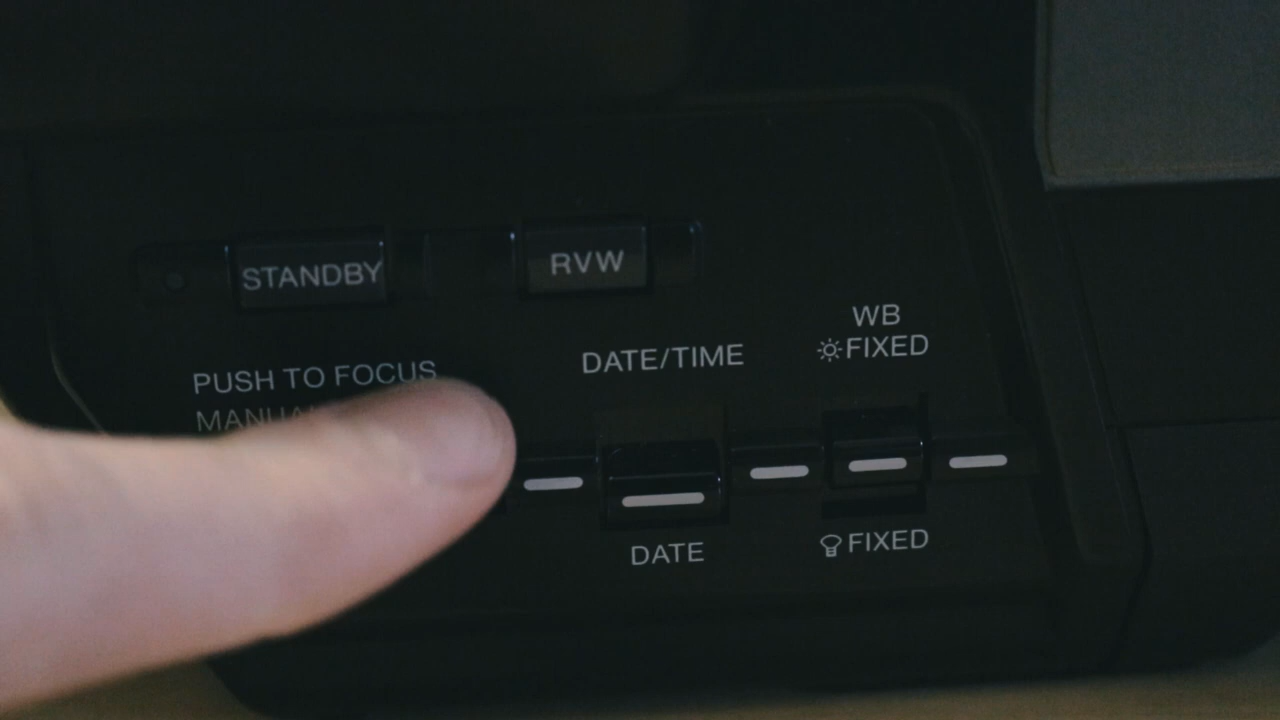 STANDBY
RVW
PUSH TO FOCUS
DATE/TIME
WB
FIXED
DATE
FIXED